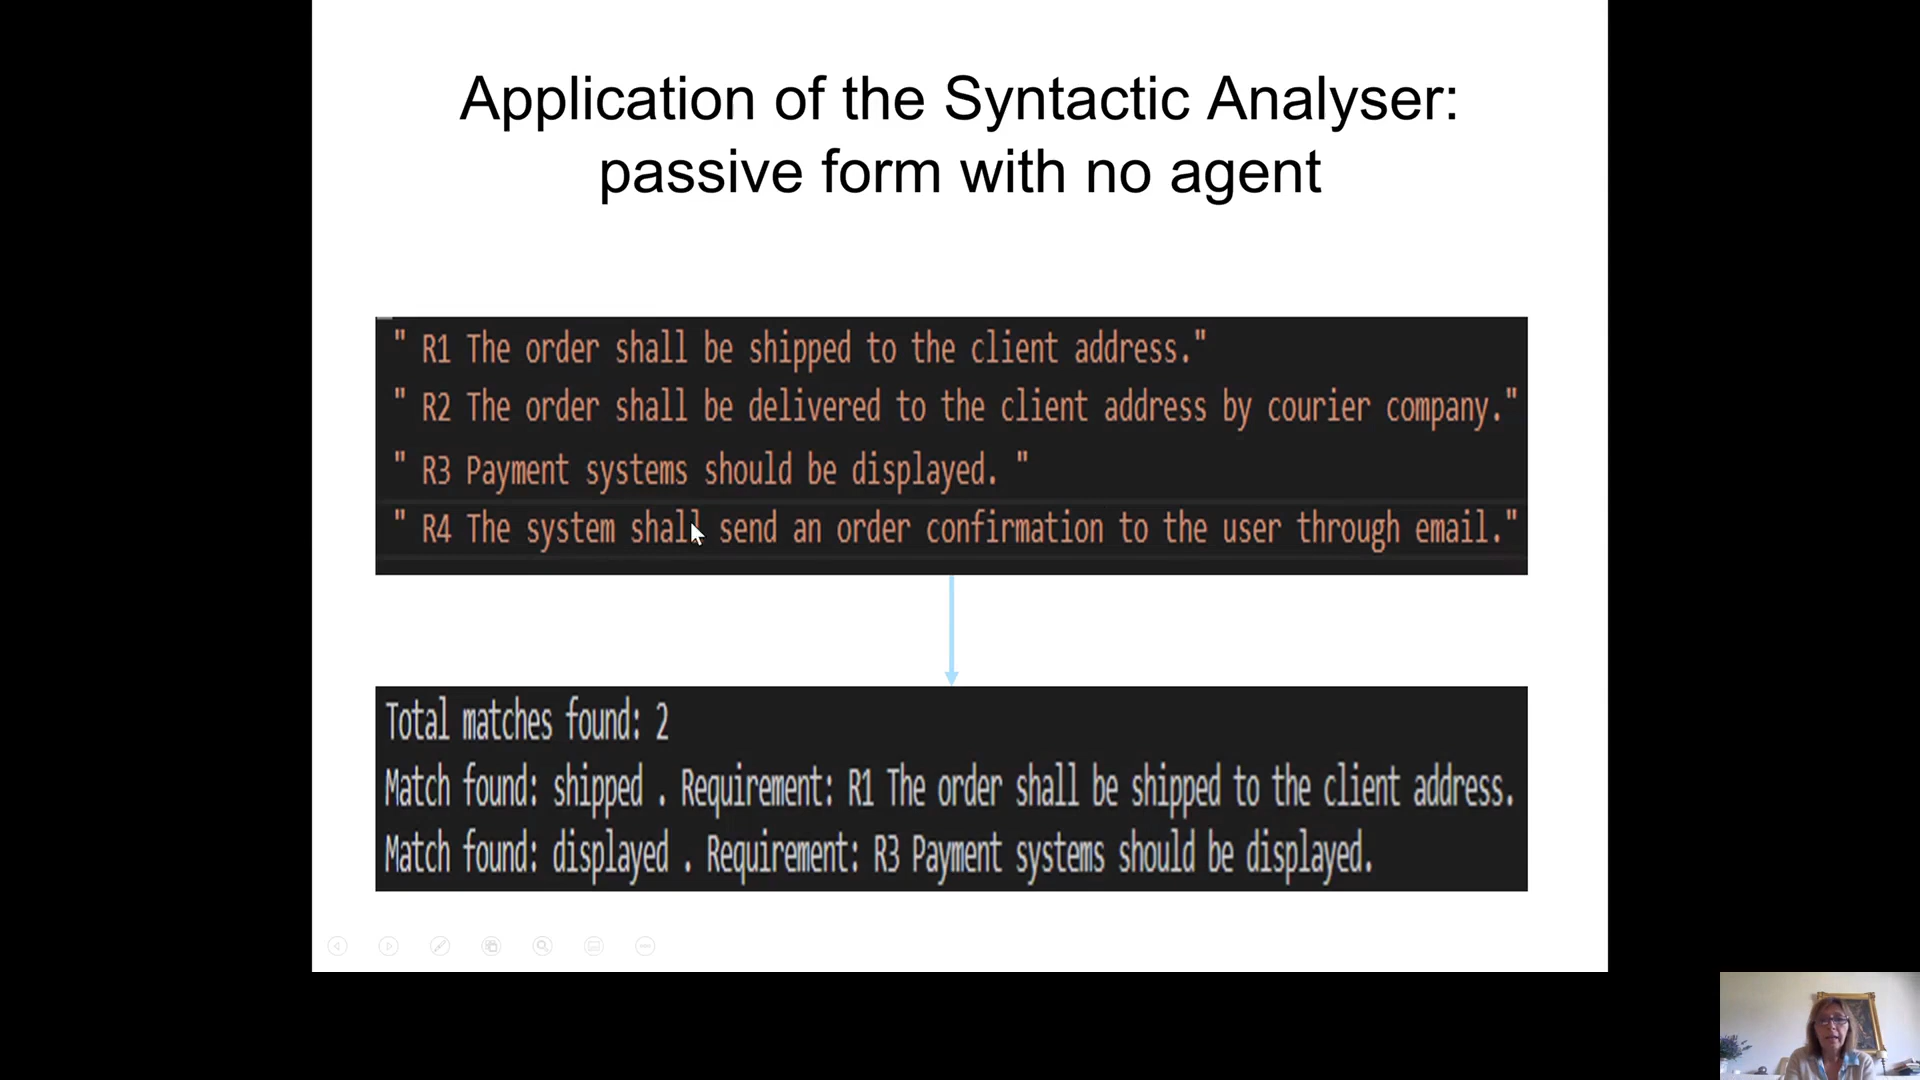 Application of the Syntactic Analyser:
passive form with no agent
" R1 The order shall be shipped to the client address."
" R2 The order shall be delivered to the client address by courier company."
" R3 Payment systems should be displayed. "
" R4 The system shall send an order confirmation to the user through email."
Total matches found: 2
Match found: shipped . Requirement: R1 The order shall be shipped to the client address.
Match found: displayed . Requirement: R3 Payment systems should be displayed.